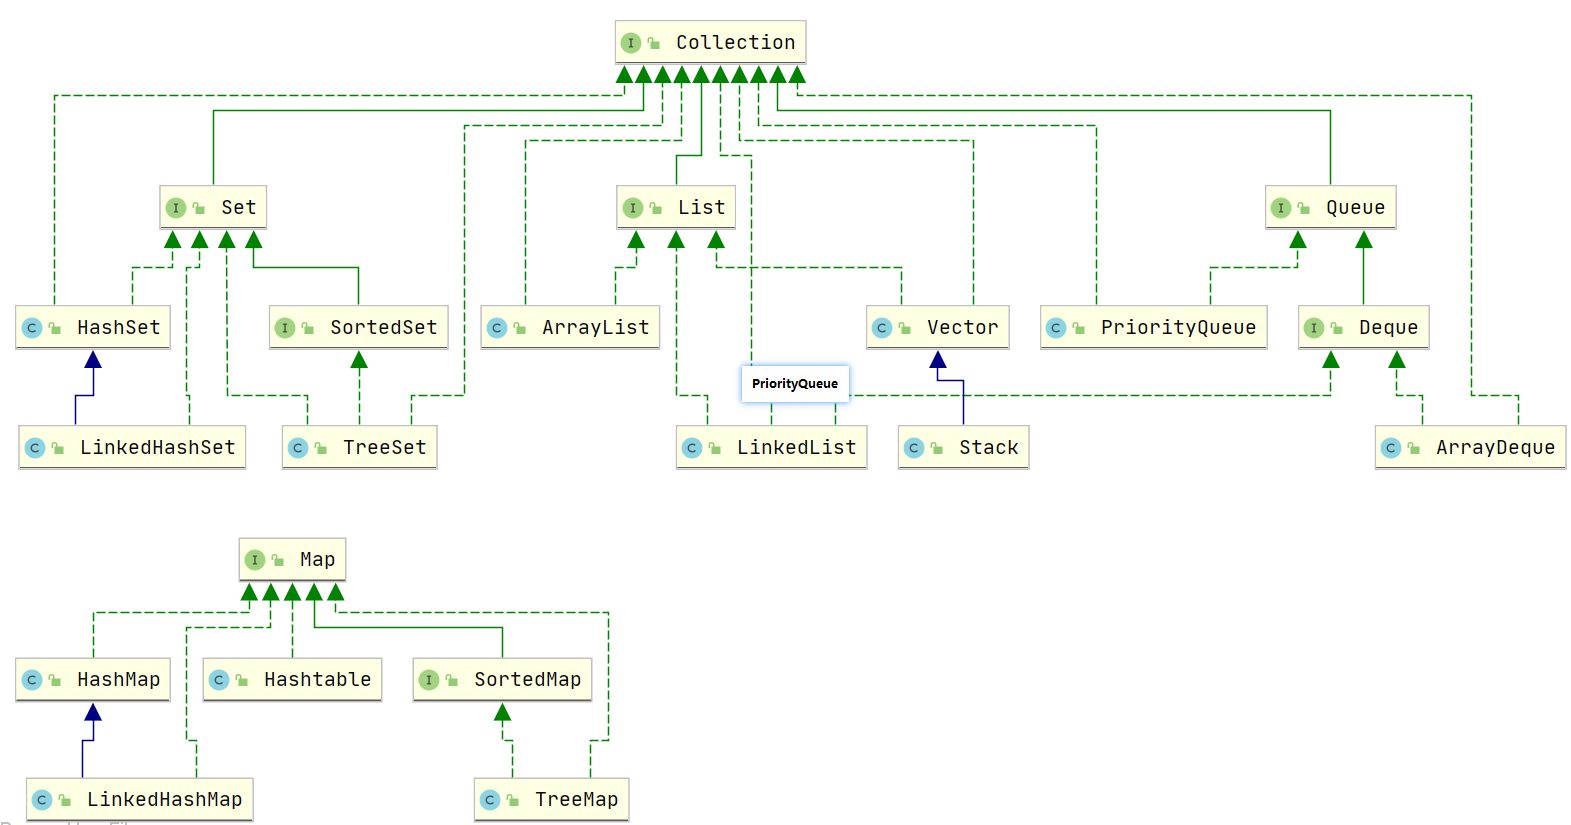 I Collection
I Set
I List
I Queue
C HashSet
I SortedSet
C ArrayList
C Vector
C PriorityQueue
I Deque
PriorityQueue
C LinkedHashSet
C TreeSet
C LinkedList
C Stack
C ArrayDeque
I Map
C HashMap
C Hashtable
I SortedMap
C LinkedHashMap
C TreeMap